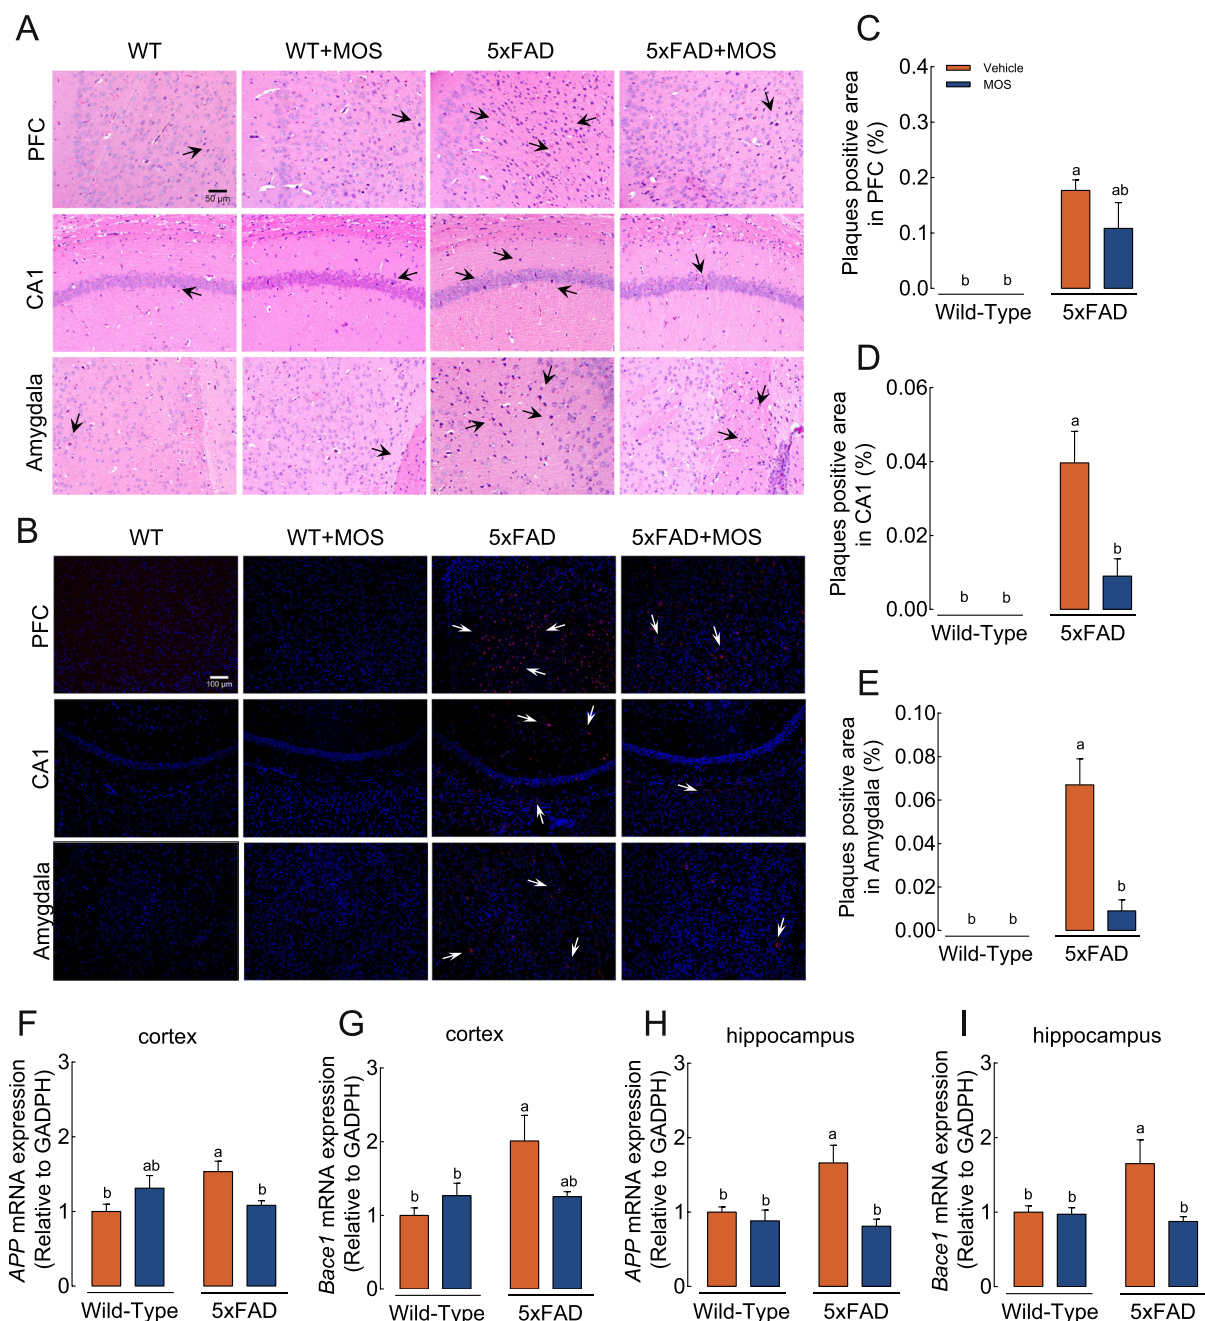 A
WT
WT+MOS
5xFAD
5xFAD+MOS
PFC
50 µm
CA1
Amygdala
B
WT
WT+MOS
5xFAD
5xFAD+MOS
PFC
100 µm
CA1
Amygdala
C
Plaques positive area
in PFC (%)
0.4
0.3
0.2
0.1
0.0
Vehicle
MOS
b
b
a
ab
Wild-Type
5xFAD
D
Plaques positive area
in CA1 (%)
0.06
0.04
0.02
0.00
b
b
a
b
Wild-Type
5xFAD
E
Plaques positive area
in Amygdala (%)
0.10
0.08
0.06
0.04
0.02
0.00
b
b
a
b
Wild-Type
5xFAD
F
cortex
APP mRNA expression
(Relative to GADPH)
3
2
1
0
b
ab
a
b
Wild-Type
5xFAD
G
cortex
Bace1 mRNA expression
(Relative to GADPH)
3
2
1
0
b
b
a
ab
Wild-Type
5xFAD
H
hippocampus
APP mRNA expression
(Relative to GADPH)
3
2
1
0
b
b
a
b
Wild-Type
5xFAD
I
hippocampus
Bace1 mRNA expression
(Relative to GADPH)
3
2
1
0
b
b
a
b
Wild-Type
5xFAD